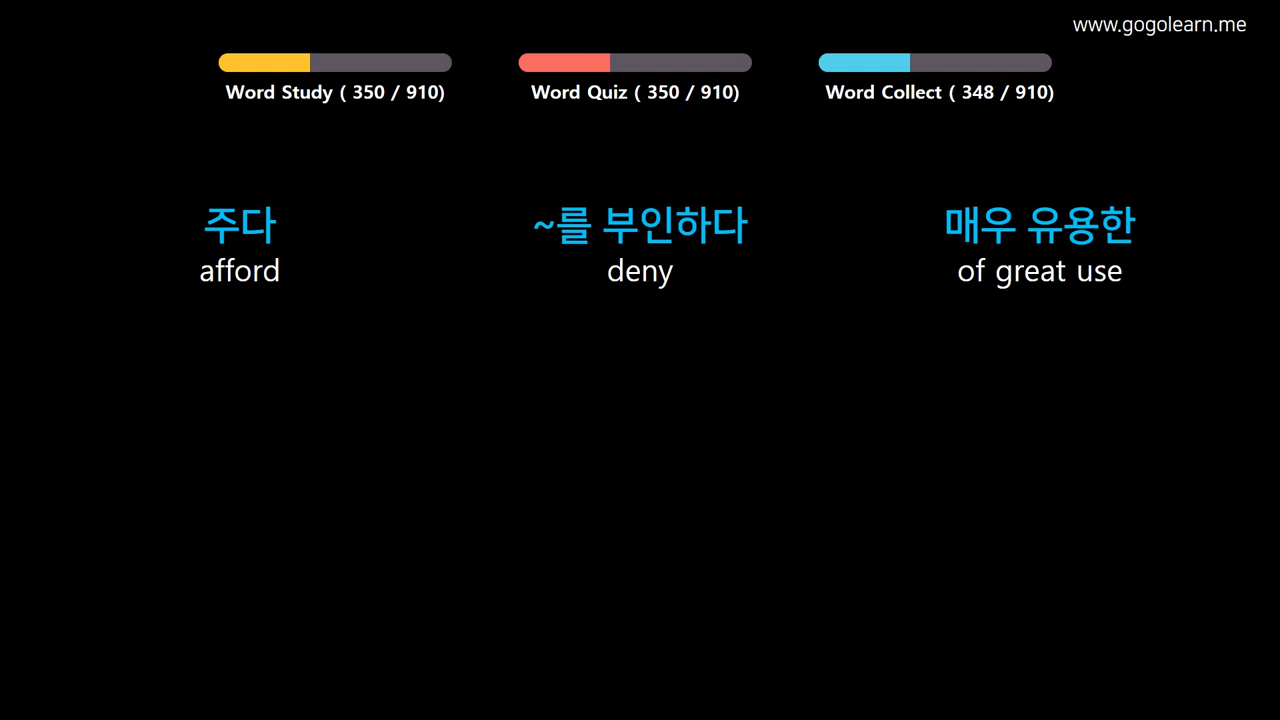 www.gogolearn.me
Word Study ( 350 / 910)
Word Quiz ( 350 / 910)
Word Collect ( 348 / 910)
주다
afford
~를 부인하다
deny
매우 유용한
of great use